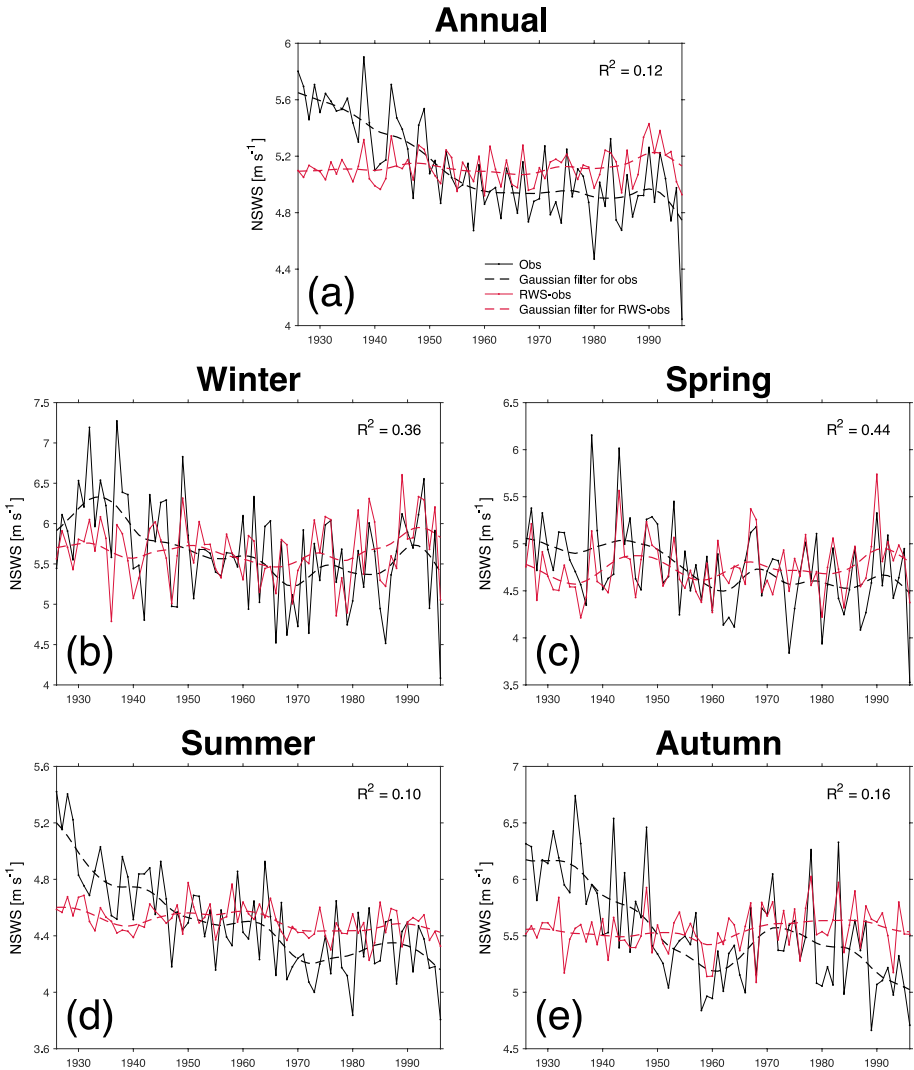 Annual
NSWS [m s⁻¹]
6
5.6
5.2
4.8
4.4
4
R² = 0.12
Obs
Gaussian filter for obs
RWS-obs
Gaussian filter for RWS-obs
(a)
1930 1940 1950 1960 1970 1980 1990
Winter
NSWS [m s⁻¹]
7.5
7
6.5
6
5.5
5
4.5
4
R² = 0.36
(b)
1930 1940 1950 1960 1970 1980 1990
Spring
NSWS [m s⁻¹]
6.5
6
5.5
5
4.5
4
3.5
R² = 0.44
(c)
1930 1940 1950 1960 1970 1980 1990
Summer
NSWS [m s⁻¹]
5.6
5.2
4.8
4.4
4
3.6
R² = 0.10
(d)
1930 1940 1950 1960 1970 1980 1990
Autumn
NSWS [m s⁻¹]
7
6.5
6
5.5
5
4.5
R² = 0.16
(e)
1930 1940 1950 1960 1970 1980 1990